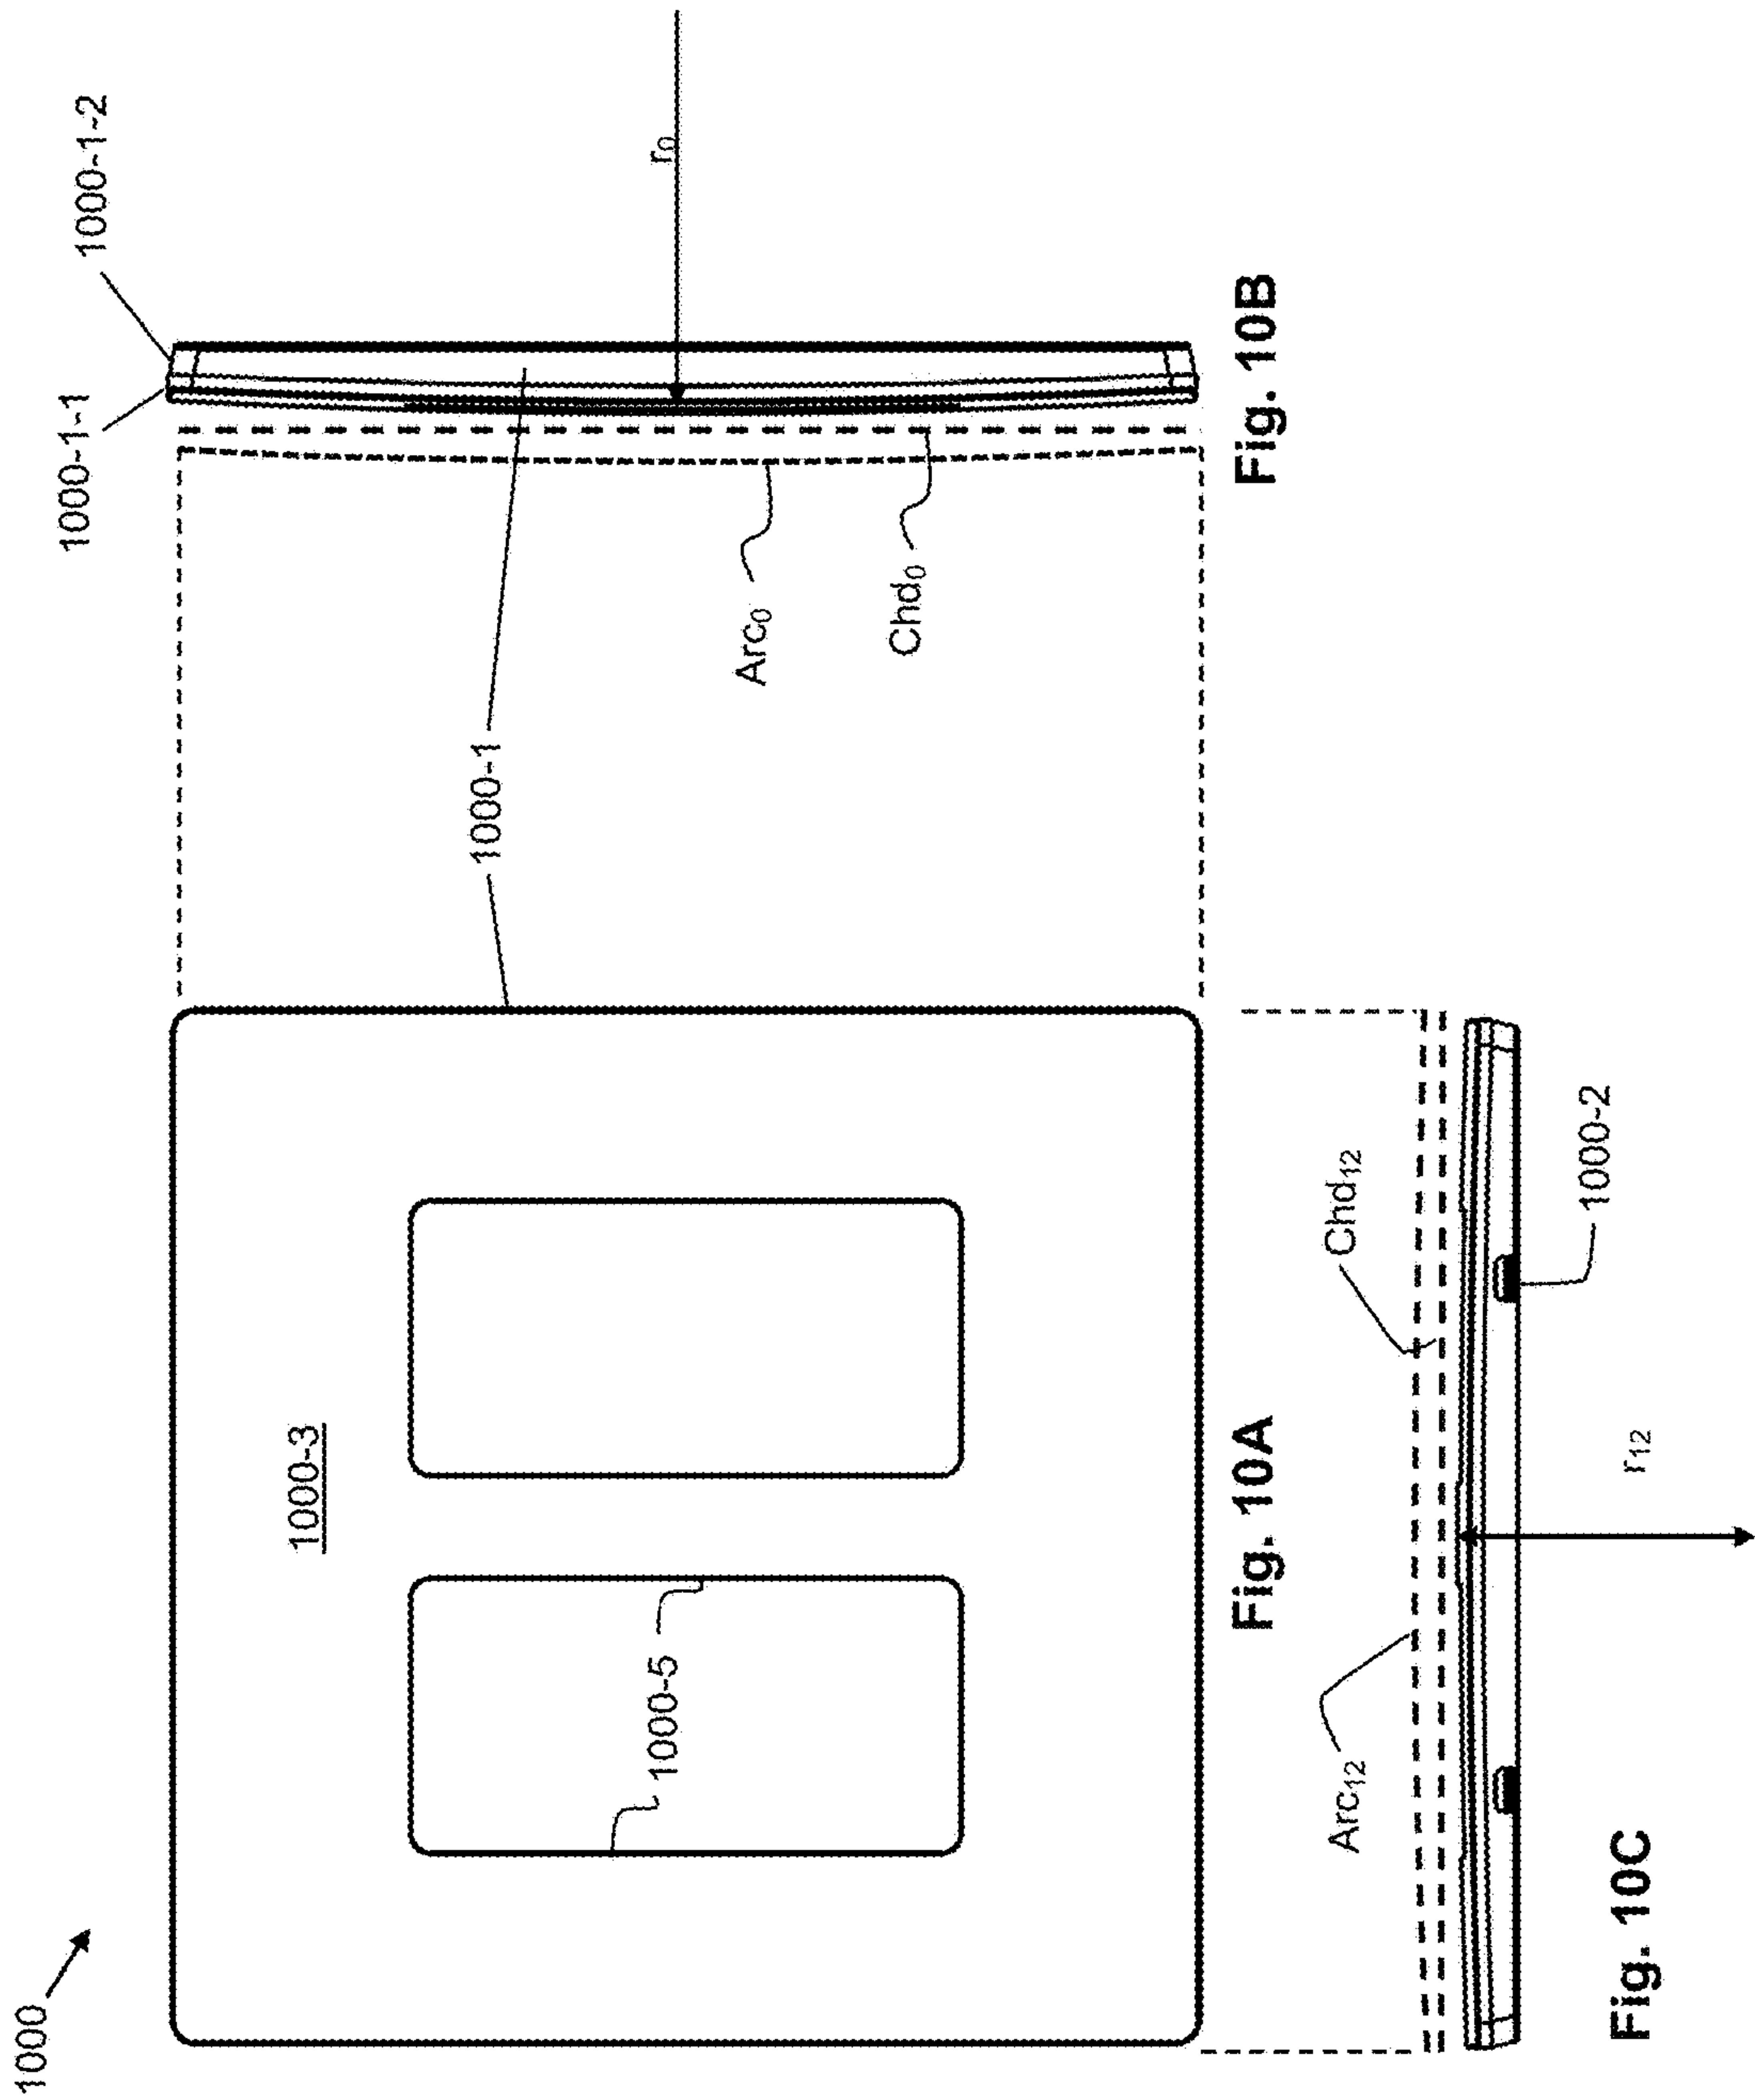 1000
1000-3
1000-5
Fig. 10A
1000-1
1000-1-1
1000-1-2
r₀
Arc₀
Chd₀
Fig. 10B
Arc₁₂
Chd₁₂
1000-2
r₁₂
Fig. 10C